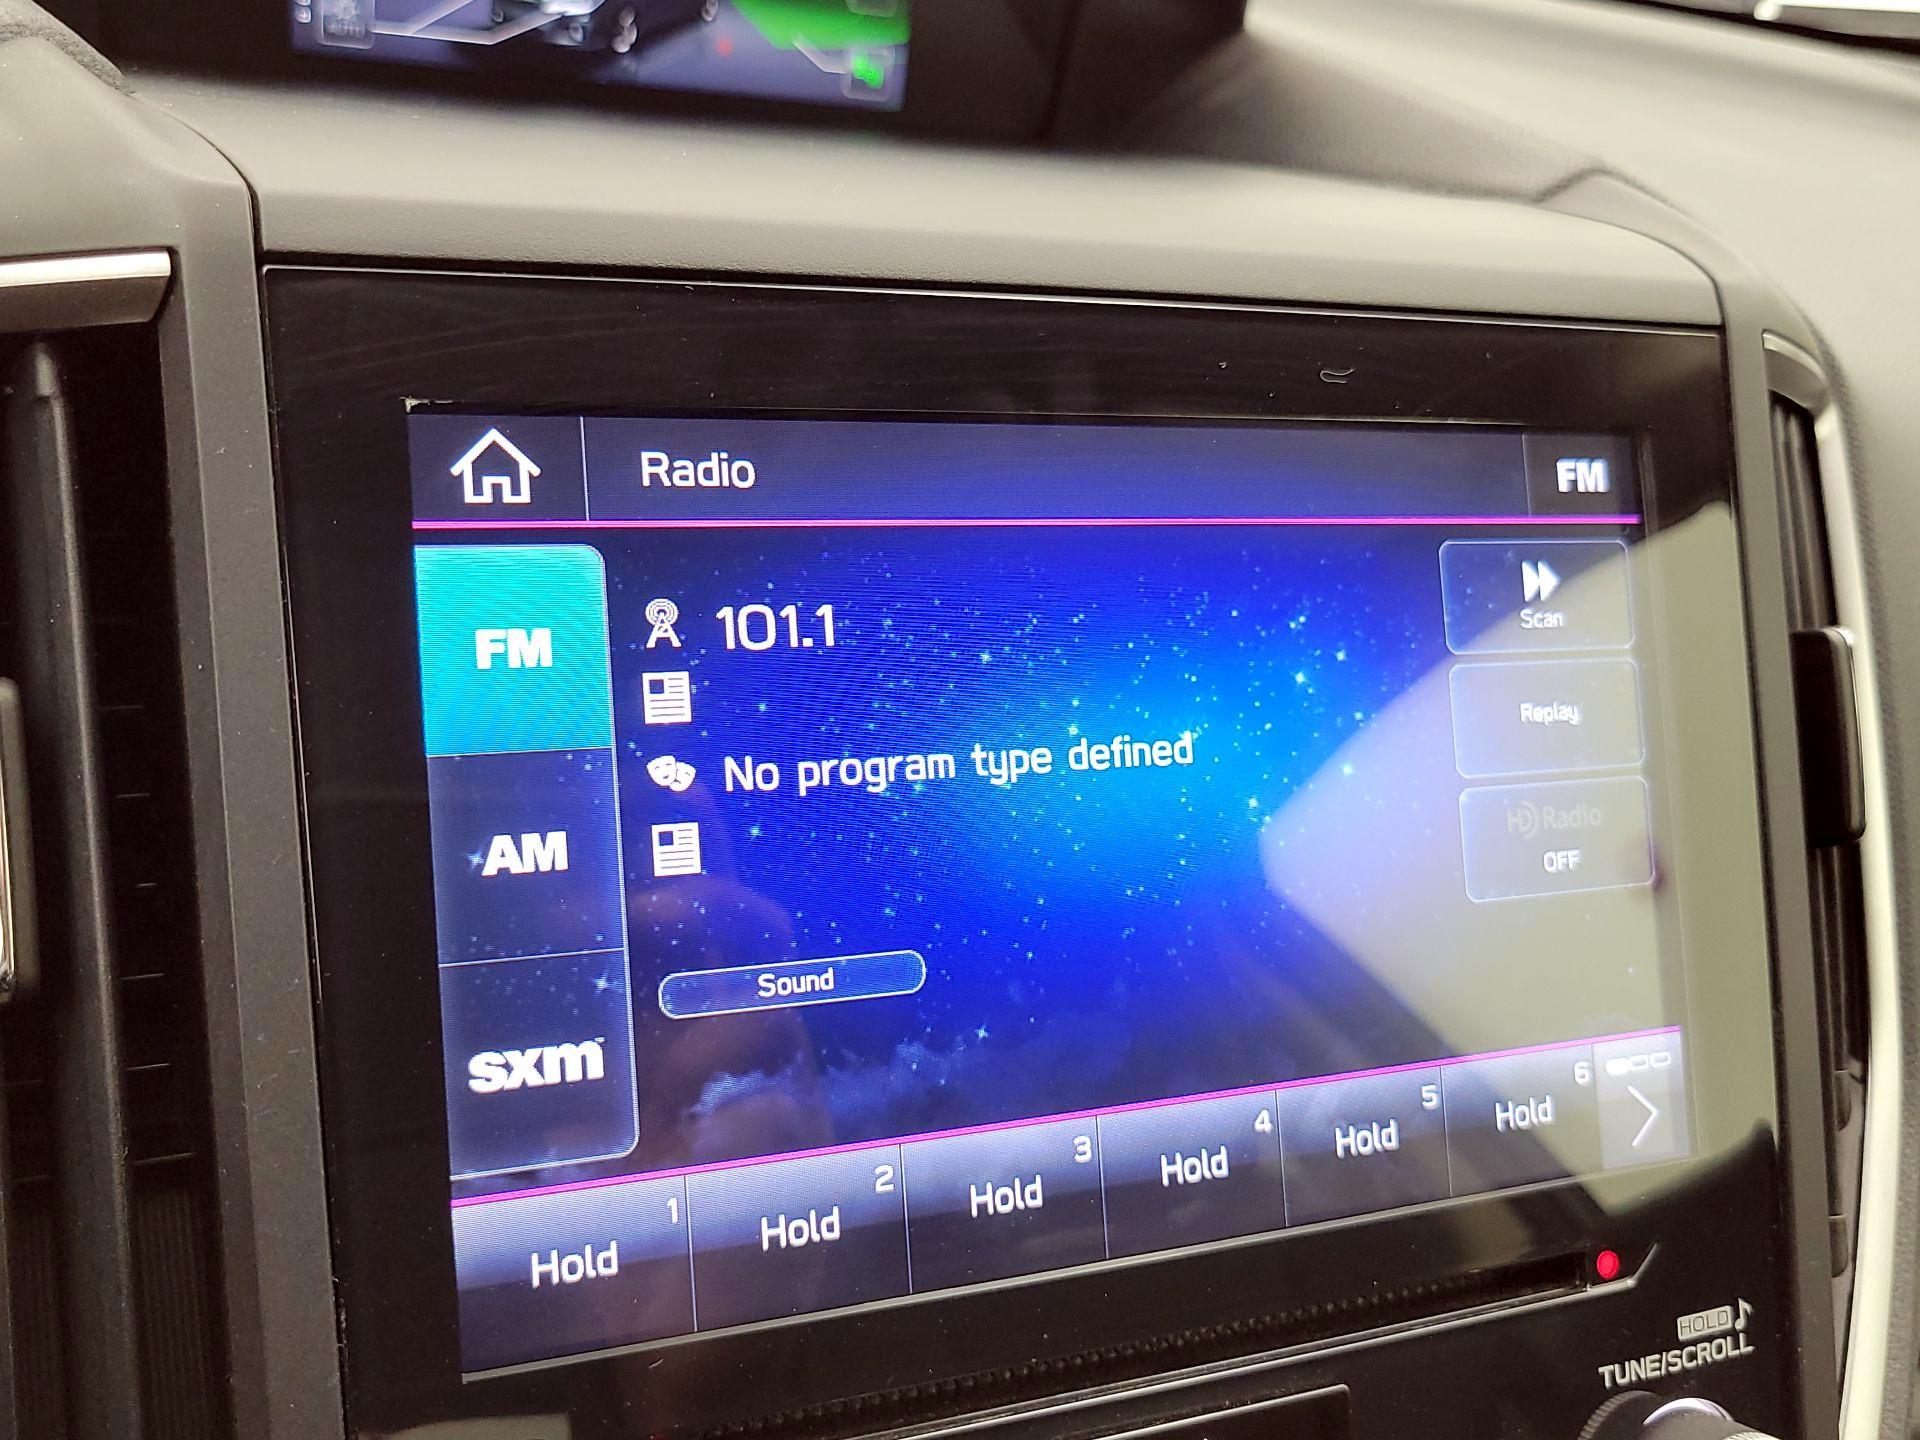 Radio
FM
FM
101.1
Scan
Replay
No program type defined
AM
HD Radio
OFF
Sound
sxm
1
Hold
2
Hold
3
Hold
4
Hold
5
Hold
6
Hold
HOLD
TUNE/SCROLL